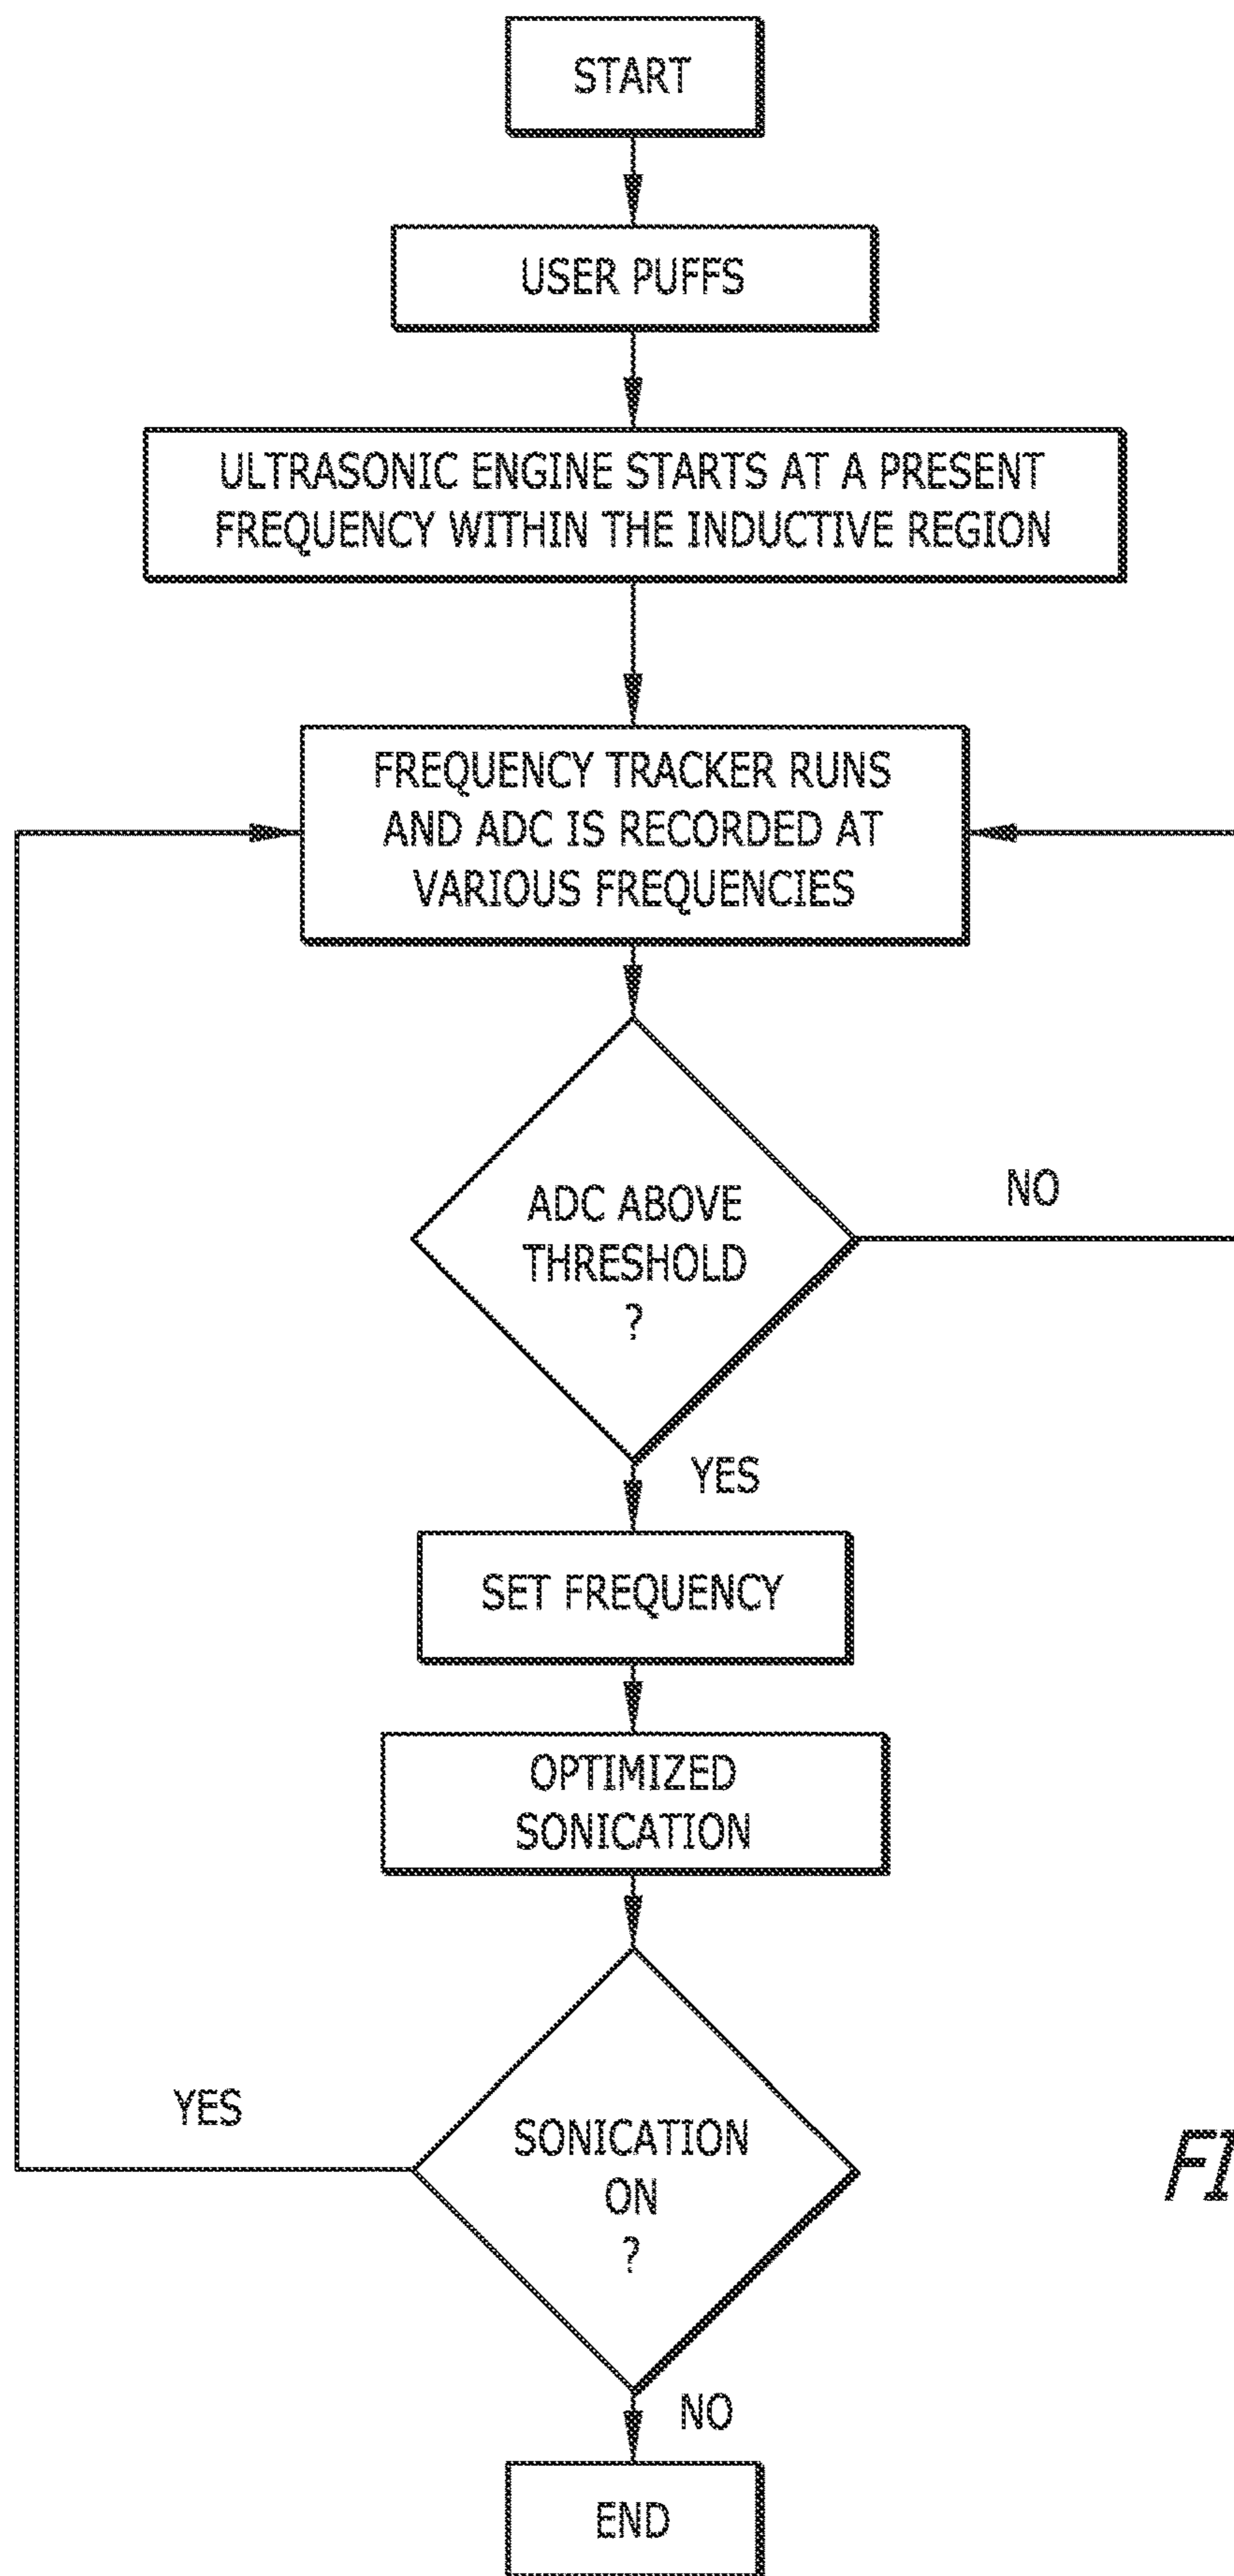 START
USER PUFFS
ULTRASONIC ENGINE STARTS AT A PRESENT
FREQUENCY WITHIN THE INDUCTIVE REGION
FREQUENCY TRACKER RUNS
AND ADC IS RECORDED AT
VARIOUS FREQUENCIES
ADC ABOVE
THRESHOLD
?
NO
YES
SET FREQUENCY
OPTIMIZED
SONICATION
YES
SONICATION
ON
?
FI
NO
END